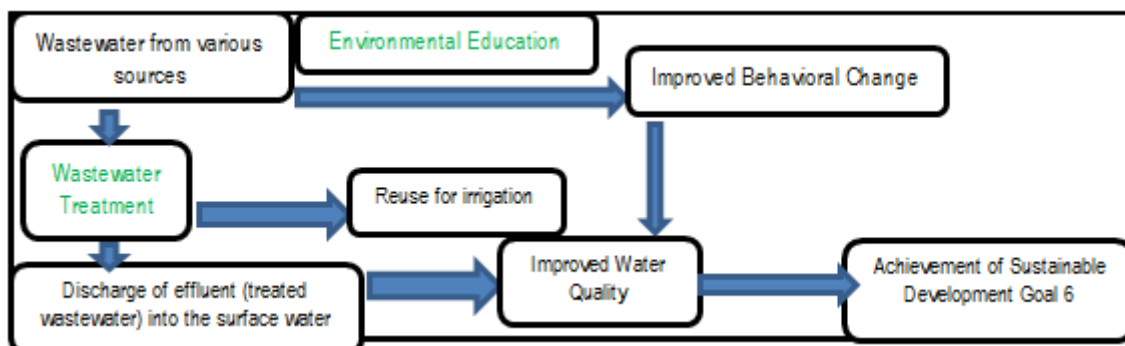 Wastewater from various
sources
Environmental Education
Improved Behavioral Change
Wastewater
Treatment
Reuse for irrigation
Discharge of effluent (treated
wastewater) into the surface water
Improved Water
Quality
Achievement of Sustainable
Development Goal 6